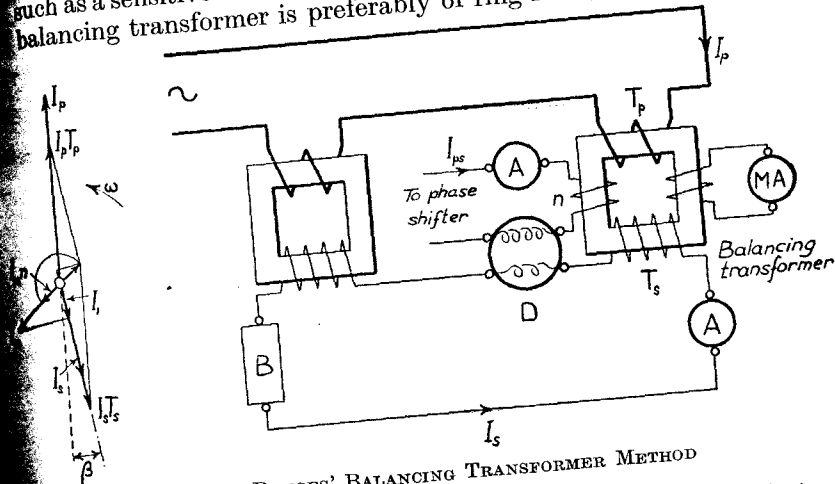 such as a sensitive
balancing transformer is preferably of ring
I_p
I_pT_p
ω
I_1
I_s
I_sT_s
β
~
I_p
T_p
I_ps
A
To phase
shifter
n
MA
D
T_s
Balancing
transformer
A
B
I_s
BALANCING TRANSFORMER METHOD